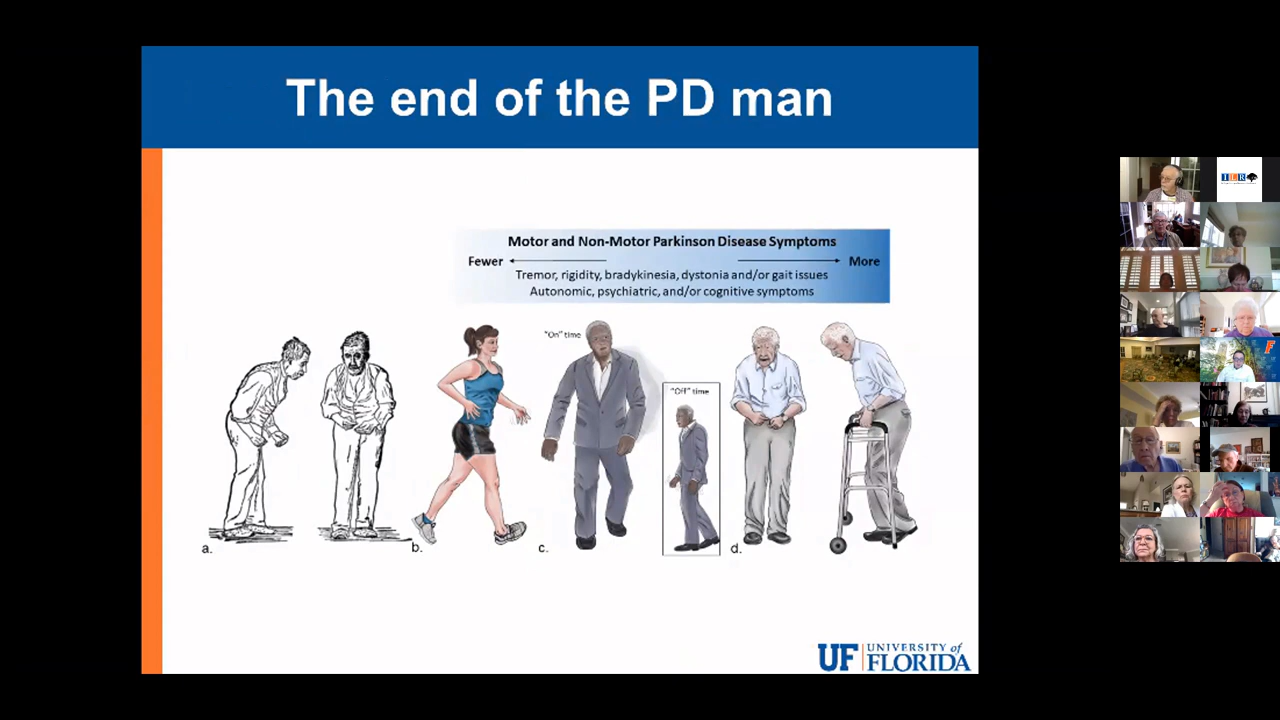 The end of the PD man
Motor and Non-Motor Parkinson Disease Symptoms
Fewer
More
Tremor, rigidity, bradykinesia, dystonia and/or gait issues
Autonomic, psychiatric, and/or cognitive symptoms
"On" time
"Off" time
a.
b.
c.
d.
UF UNIVERSITY of
FLORIDA
ILR
F